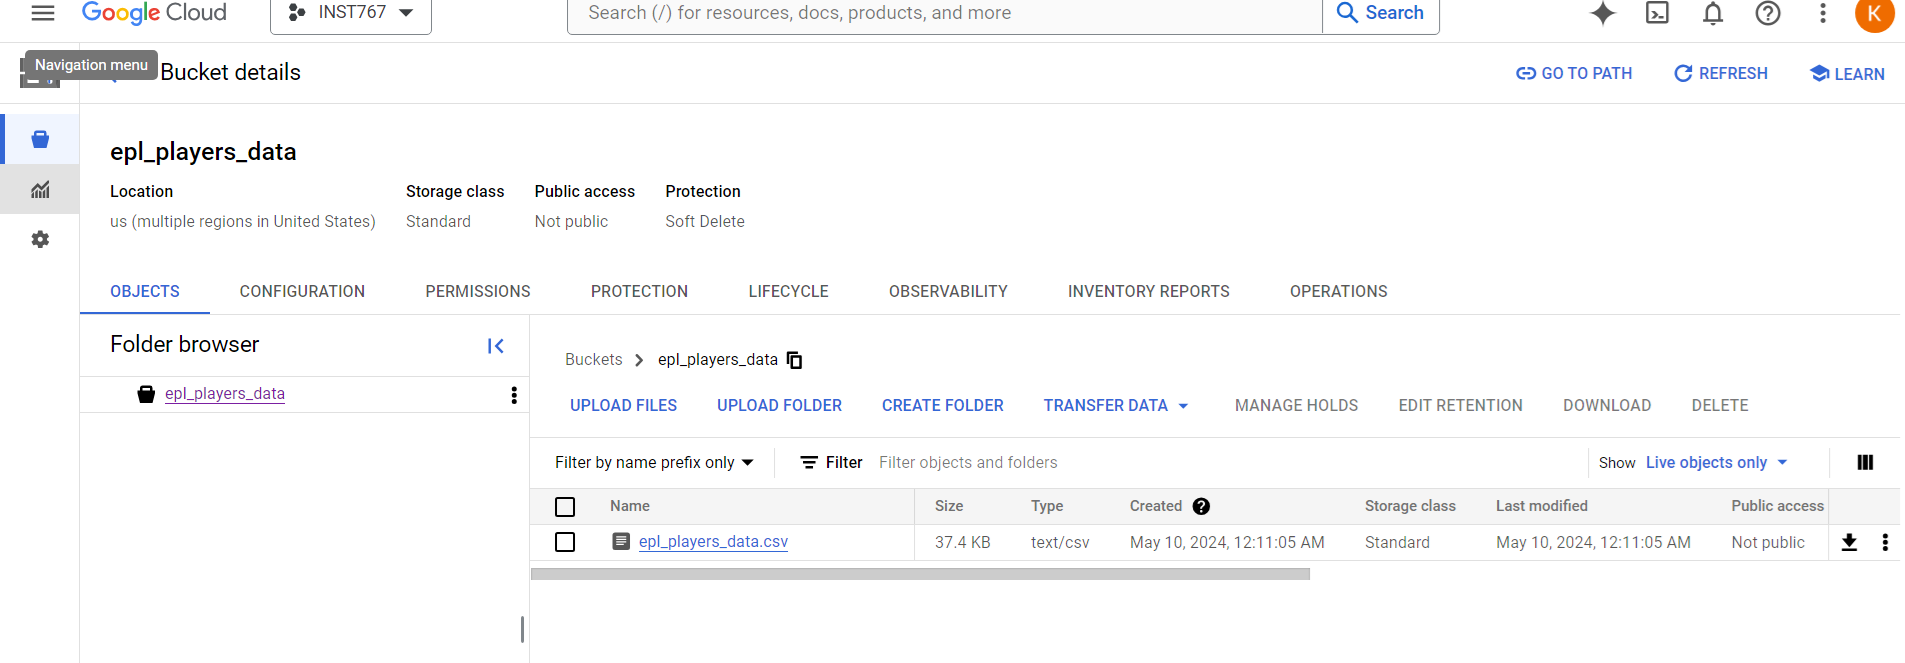 Google Cloud
INST767
Search (/) for resources, docs, products, and more
Search
K
Navigation menu
Bucket details
GO TO PATH
REFRESH
LEARN
epl_players_data
Location Storage class Public access Protection
us (multiple regions in United States) Standard Not public Soft Delete
OBJECTS CONFIGURATION PERMISSIONS PROTECTION LIFECYCLE OBSERVABILITY INVENTORY REPORTS OPERATIONS
Folder browser
epl_players_data
Buckets > epl_players_data
UPLOAD FILES UPLOAD FOLDER CREATE FOLDER TRANSFER DATA MANAGE HOLDS EDIT RETENTION DOWNLOAD DELETE
Filter by name prefix only Filter Filter objects and folders Show Live objects only
Name Size Type Created ? Storage class Last modified Public access
epl_players_data.csv 37.4 KB text/csv May 10, 2024, 12:11:05 AM Standard May 10, 2024, 12:11:05 AM Not public